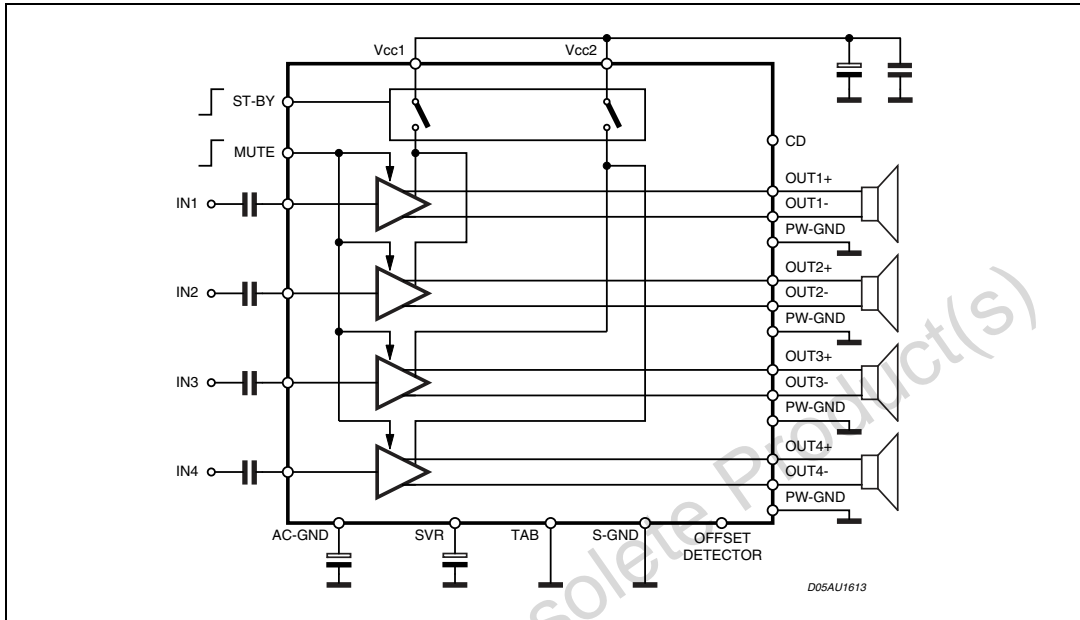 Vcc1
Vcc2
ST-BY
MUTE
CD
OUT1+
IN1
OUT1-
PW-GND
OUT2+
IN2
OUT2-
PW-GND
OUT3+
IN3
OUT3-
PW-GND
OUT4+
IN4
OUT4-
PW-GND
AC-GND
SVR
TAB
S-GND
OFFSET
DETECTOR
D05AU1613
solete Product(s)